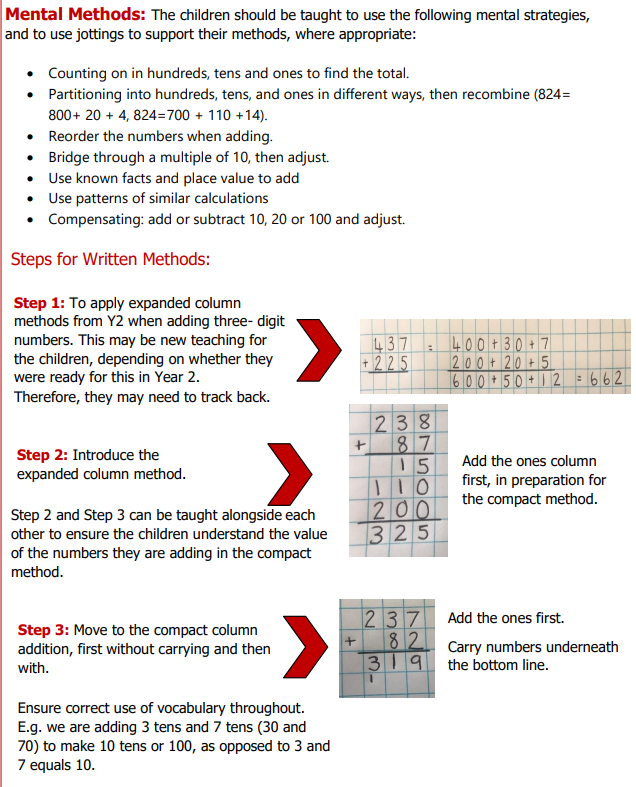 Mental Methods: The children should be taught to use the following mental strategies,
and to use jottings to support their methods, where appropriate:
• Counting on in hundreds, tens and ones to find the total.
• Partitioning into hundreds, tens, and ones in different ways, then recombine (824=
800+ 20 + 4, 824=700 + 110 +14).
• Reorder the numbers when adding.
• Bridge through a multiple of 10, then adjust.
• Use known facts and place value to add
• Use patterns of similar calculations
• Compensating: add or subtract 10, 20 or 100 and adjust.
Steps for Written Methods:
Step 1: To apply expanded column
methods from Y2 when adding three- digit
numbers. This may be new teaching for
the children, depending on whether they
were ready for this in Year 2.
Therefore, they may need to track back.
437 = 400+30+7
+225 200+20+5
600+50+12 =662
Step 2: Introduce the
expanded column method.
Step 2 and Step 3 can be taught alongside each
other to ensure the children understand the value
of the numbers they are adding in the compact
method.
238
+ 87
15
110
200
325
Add the ones column
first, in preparation for
the compact method.
Step 3: Move to the compact column
addition, first without carrying and then
with.
237
+ 82
319
1
Add the ones first.
Carry numbers underneath
the bottom line.
Ensure correct use of vocabulary throughout.
E.g. we are adding 3 tens and 7 tens (30 and
70) to make 10 tens or 100, as opposed to 3 and
7 equals 10.